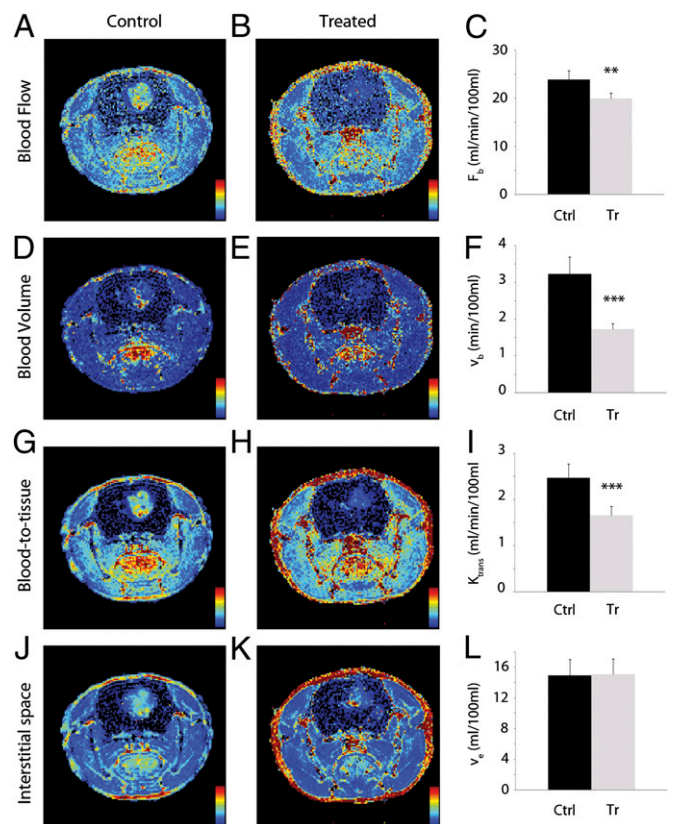 Control
Treated
A
B
C
Blood Flow
F_b (ml/min/100ml)
30
20
10
0
**
Ctrl
Tr
D
E
F
Blood Volume
v_b (min/100ml)
4
3
2
1
0
***
Ctrl
Tr
G
H
I
Blood-to-tissue
K_trans (ml/min/100ml)
3
2
2
1
0
***
Ctrl
Tr
J
K
L
Interstitial space
v_e (ml/100ml)
16
12
8
4
0
Ctrl
Tr